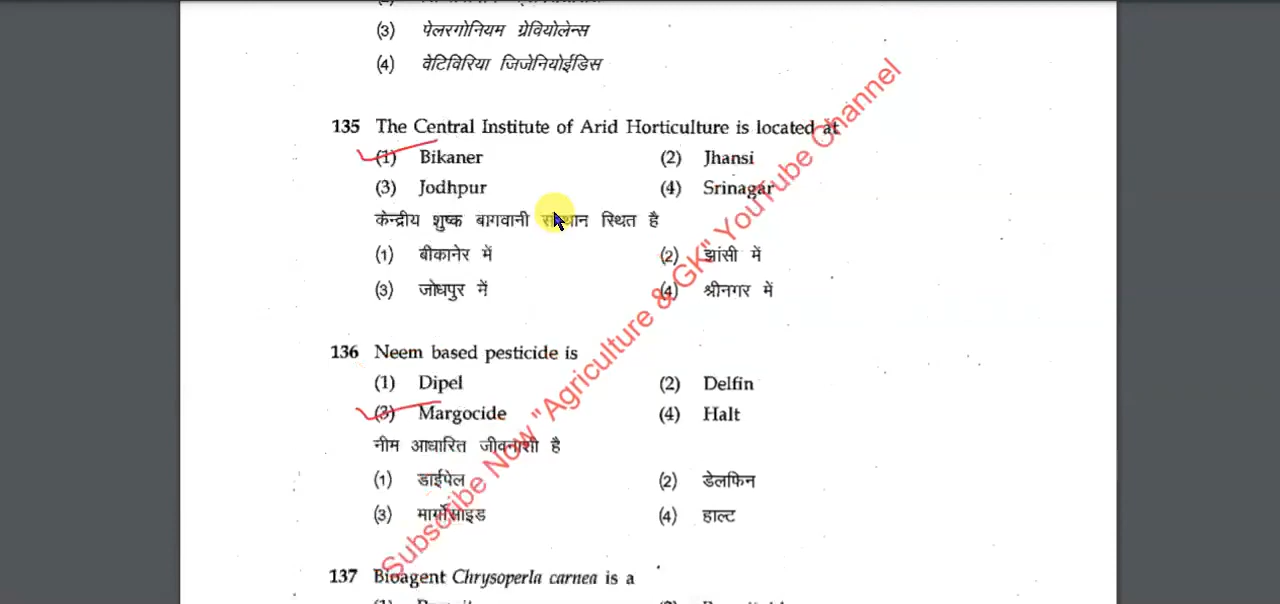 (3) पेलरगोनियम ग्रेवियोलेन्स
(4) वेटिविरिया जिजेनियोईडिस
135 The Central Institute of Arid Horticulture is located at
(1) Bikaner (2) Jhansi
(3) Jodhpur (4) Srinagar
केन्द्रीय शुष्क बागवानी संस्थान स्थित है
(1) बीकानेर में (2) झांसी में
(3) जोधपुर में (4) श्रीनगर में
136 Neem based pesticide is
(1) Dipel (2) Delfin
(3) Margocide (4) Halt
नीम आधारित जीवनाशी है
(1) डाईपेल (2) डेलफिन
(3) मार्गोसाइड (4) हाल्ट
137 Bioagent Chrysoperla carnea is a
Subscribe Now "Agriculture & GK" YouTube Channel